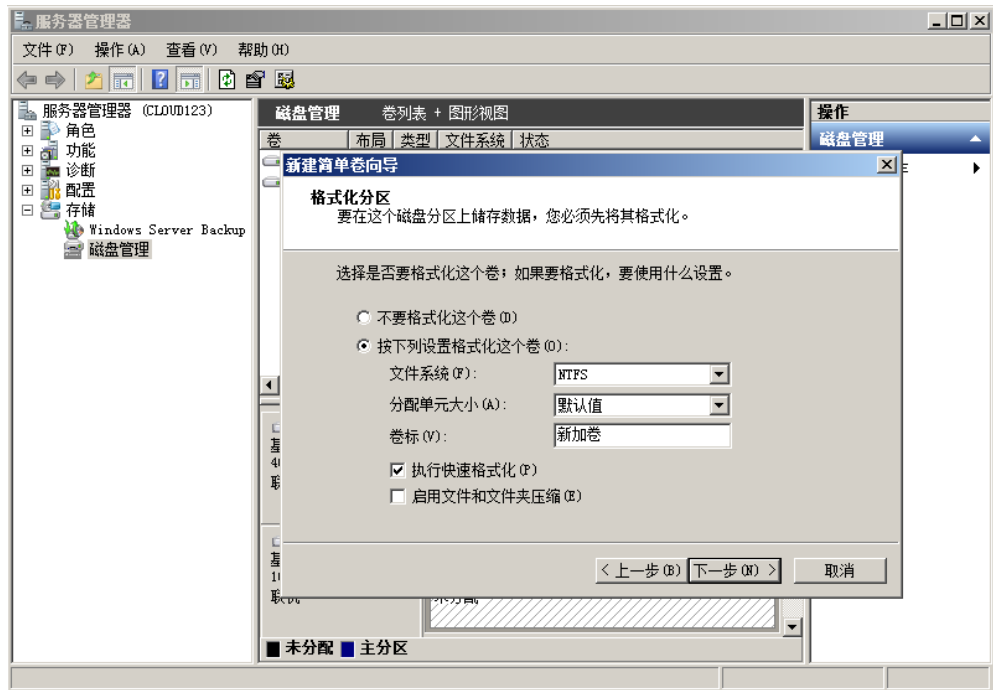 服务器管理器
文件(F) 操作(A) 查看(V) 帮助(H)
服务器管理器 (CLOUD123)
角色
功能
诊断
配置
存储
Windows Server Backup
磁盘管理
磁盘管理 卷列表 + 图形视图
卷 布局 类型 文件系统 状态
操作
磁盘管理
新建简单卷向导
格式化分区
要在这个磁盘分区上储存数据，您必须先将其格式化。
选择是否要格式化这个卷；如果要格式化，要使用什么设置。
不要格式化这个卷(D)
按下列设置格式化这个卷(O):
文件系统(F): NTFS
分配单元大小(A): 默认值
卷标(V): 新加卷
执行快速格式化(P)
启用文件和文件夹压缩(E)
< 上一步(B) 下一步(N) > 取消
基
基
未分配
未分配 主分区